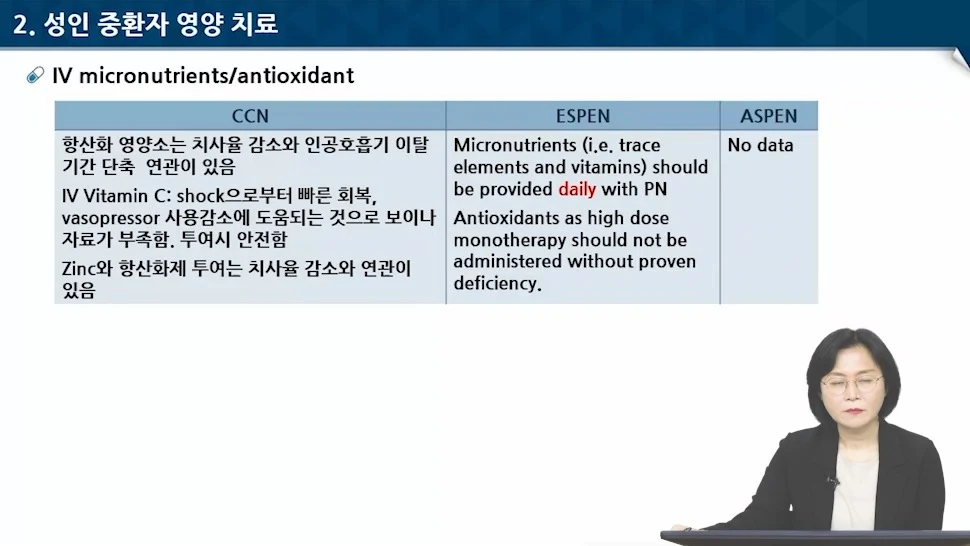 2. 성인 중환자 영양 치료
IV micronutrients/antioxidant
CCN
ESPEN
ASPEN
항산화 영양소는 치사율 감소와 인공호흡기 이탈
기간 단축 연관이 있음
IV Vitamin C: shock으로부터 빠른 회복,
vasopressor 사용감소에 도움되는 것으로 보이나
자료가 부족함. 투여시 안전함
Zinc와 항산화제 투여는 치사율 감소와 연관이
있음
Micronutrients (i.e. trace
elements and vitamins) should
be provided daily with PN
Antioxidants as high dose
monotherapy should not be
administered without proven
deficiency.
No data